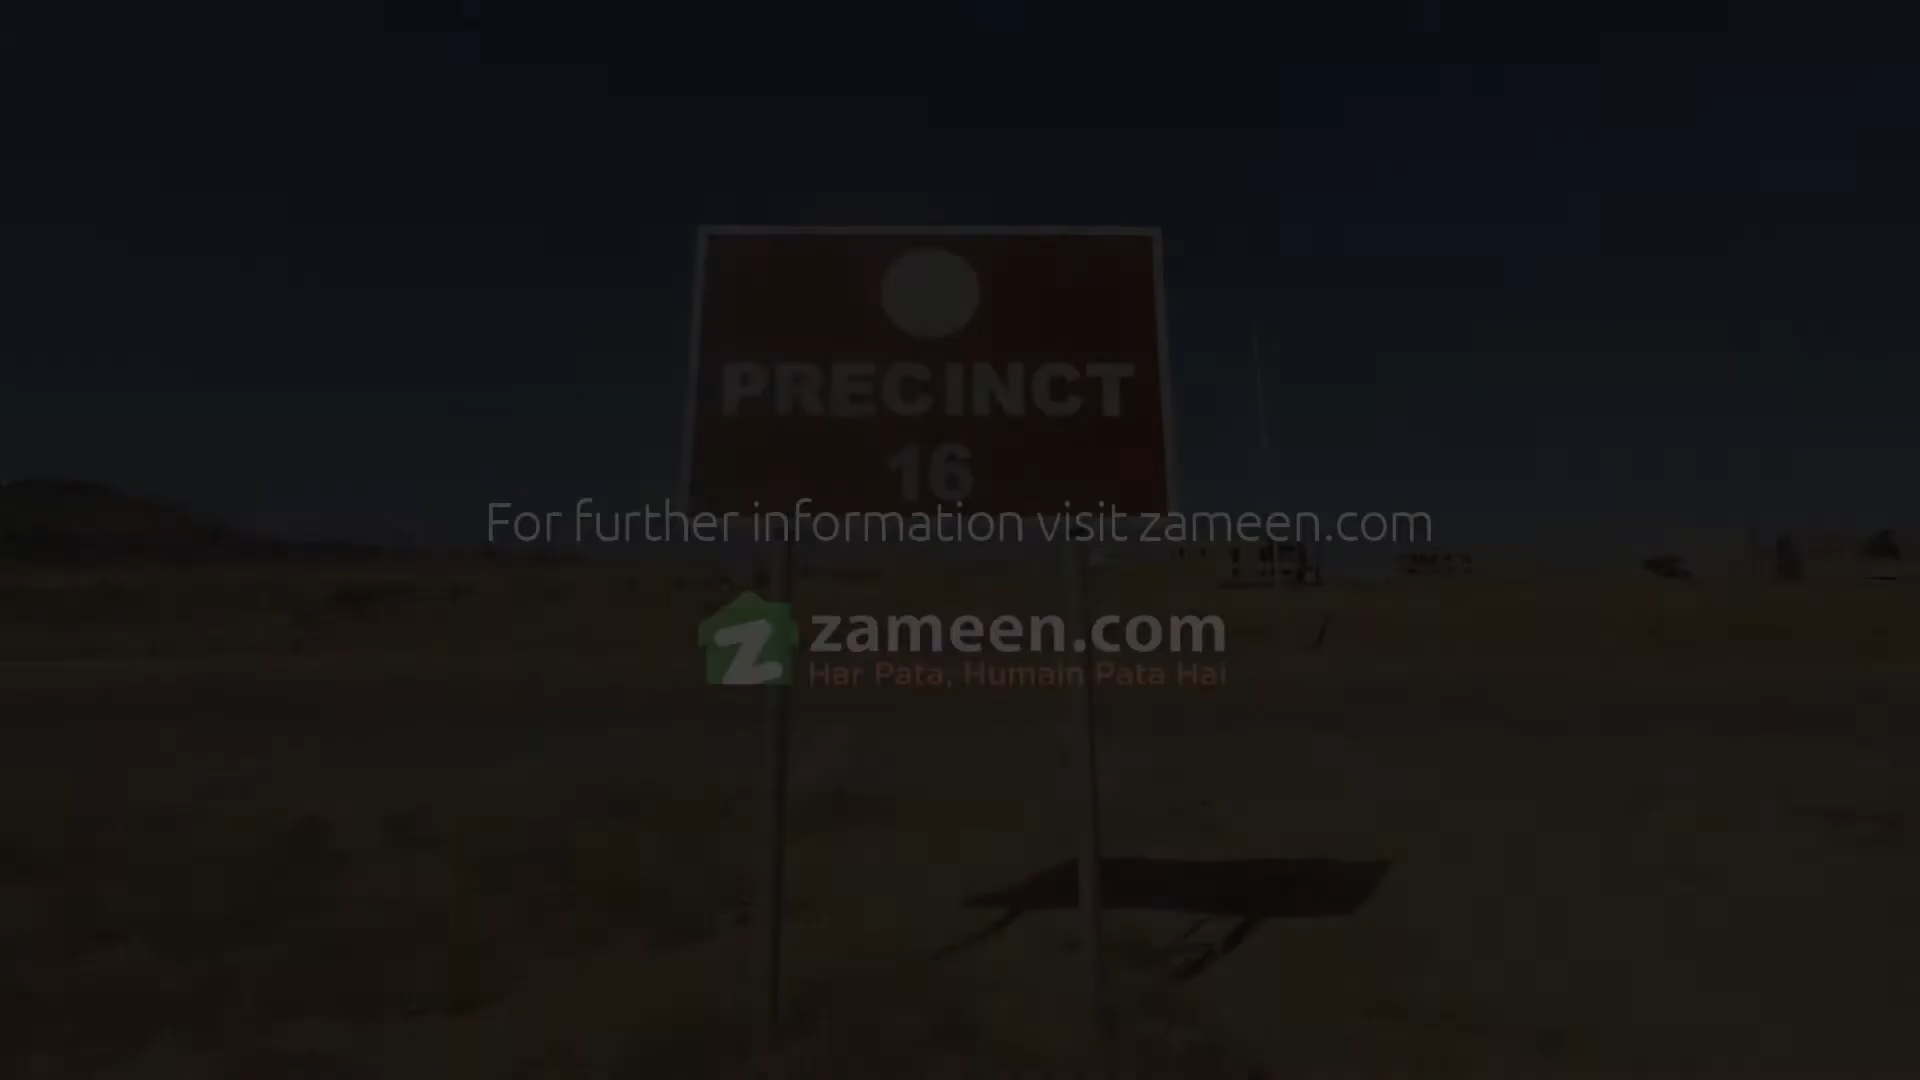 PRECINCT
16
For further information visit zameen.com
zameen.com
Har Pata, Humain Pata Hai